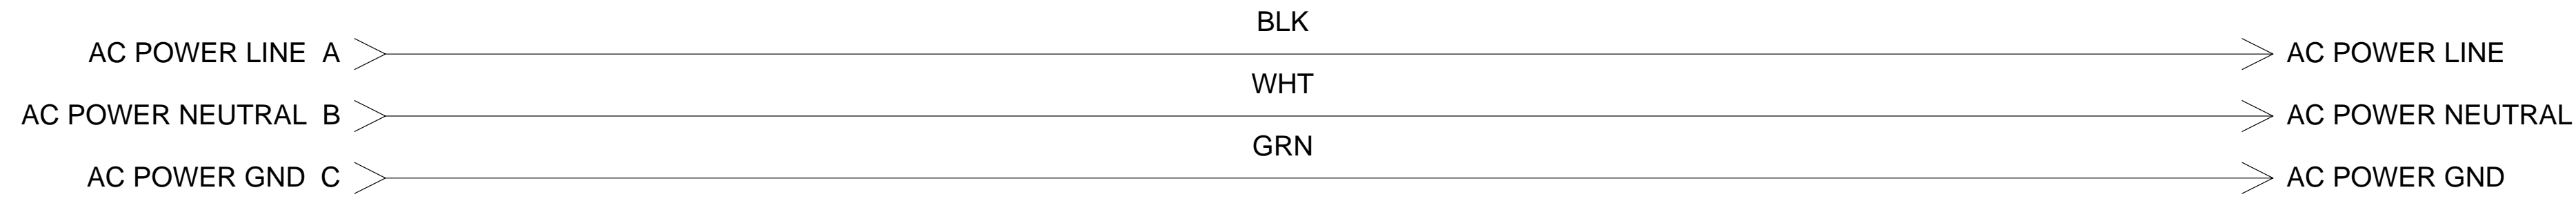 BLK
AC POWER LINE A AC POWER LINE
WHT
AC POWER NEUTRAL B AC POWER NEUTRAL
GRN
AC POWER GND C AC POWER GND